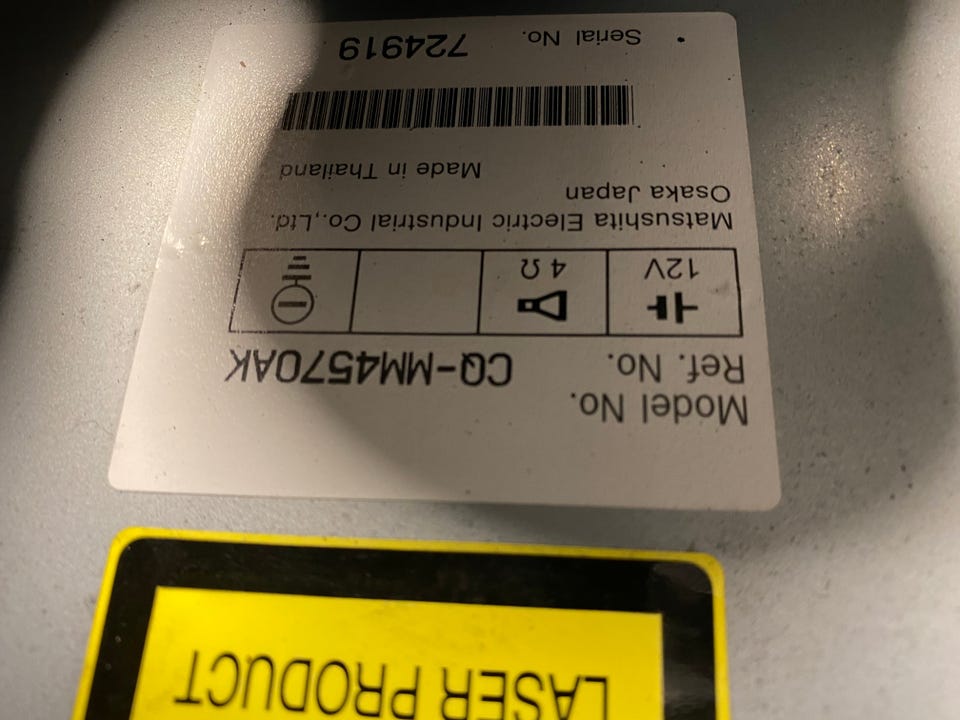 Model No.
Ref. No. CQ-MM4570AK
12V 4Ω
Matsushita Electric Industrial Co.,Ltd.
Osaka Japan
Made in Thailand
Serial No. 724919
LASER PRODUCT